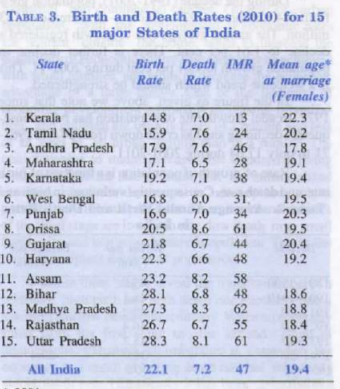 TABLE 3. Birth and Death Rates (2010) for 15
major States of India
State Birth Death IMR Mean age*
Rate Rate at marriage
(Females)
1. Kerala 14.8 7.0 13 22.3
2. Tamil Nadu 15.9 7.6 24 20.2
3. Andhra Pradesh 17.9 7.6 46 17.8
4. Maharashtra 17.1 6.5 28 19.1
5. Karnataka 19.2 7.1 38 19.4
6. West Bengal 16.8 6.0 31 19.5
7. Punjab 16.6 7.0 34 20.3
8. Orissa 20.5 8.6 61 19.5
9. Gujarat 21.8 6.7 44 20.4
10. Haryana 22.3 6.6 48 19.2
11. Assam 23.2 8.2 58
12. Bihar 28.1 6.8 48 18.6
13. Madhya Pradesh 27.3 8.3 62 18.8
14. Rajasthan 26.7 6.7 55 18.4
15. Uttar Pradesh 28.3 8.1 61 19.3
All India 22.1 7.2 47 19.4